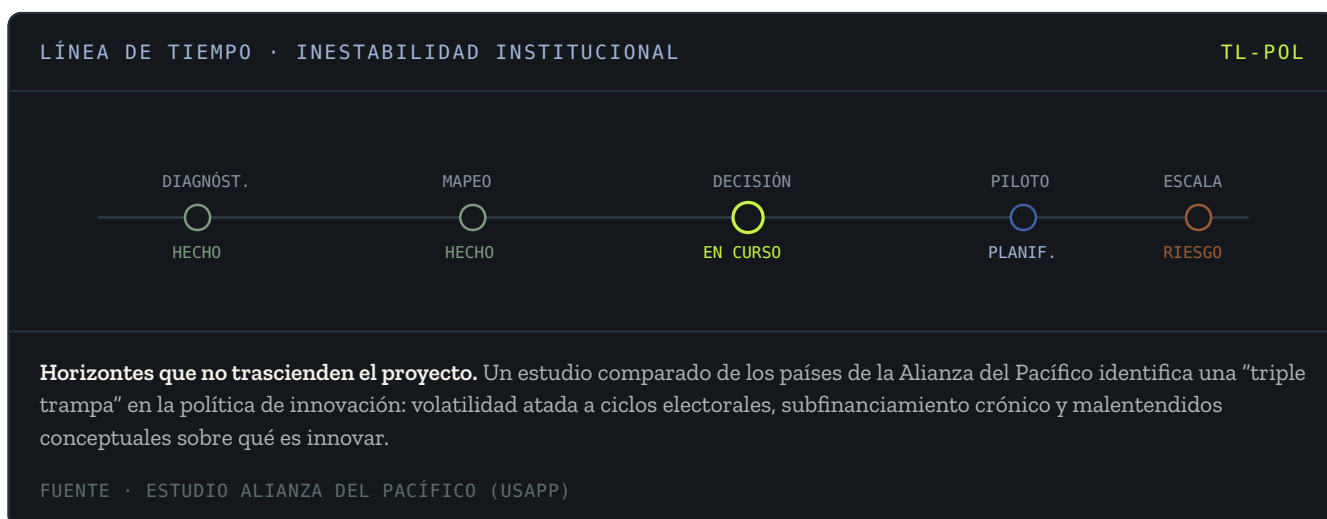 LÍNEA DE TIEMPO · INESTABILIDAD INSTITUCIONAL
TL-POL
DIAGNÓST. MAPEO DECISIÓN PILOTO ESCALA
HECHO HECHO EN CURSO PLANIF. RIESGO
Horizontes que no trascienden el proyecto. Un estudio comparado de los países de la Alianza del Pacífico identifica una “triple
trampa” en la política de innovación: volatilidad atada a ciclos electorales, subfinanciamiento crónico y malentendidos
conceptuales sobre qué es innovar.
FUENTE · ESTUDIO ALIANZA DEL PACÍFICO (USAPP)